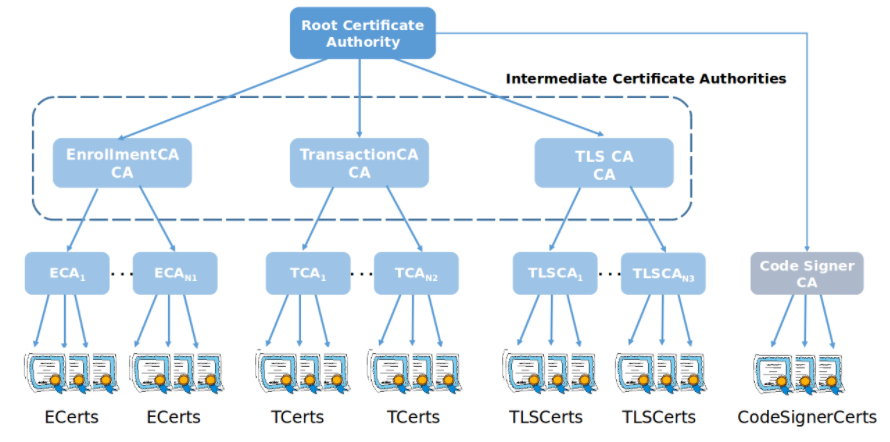 Root Certificate
Authority
Intermediate Certificate Authorities
EnrollmentCA
CA
TransactionCA
CA
TLS CA
CA
ECA1 ... ECAN1
TCA1 ... TCAN2
TLSCA1 ... TLSCAN3
Code Signer
CA
ECerts
ECerts
TCerts
TCerts
TLSCerts
TLSCerts
CodeSignerCerts